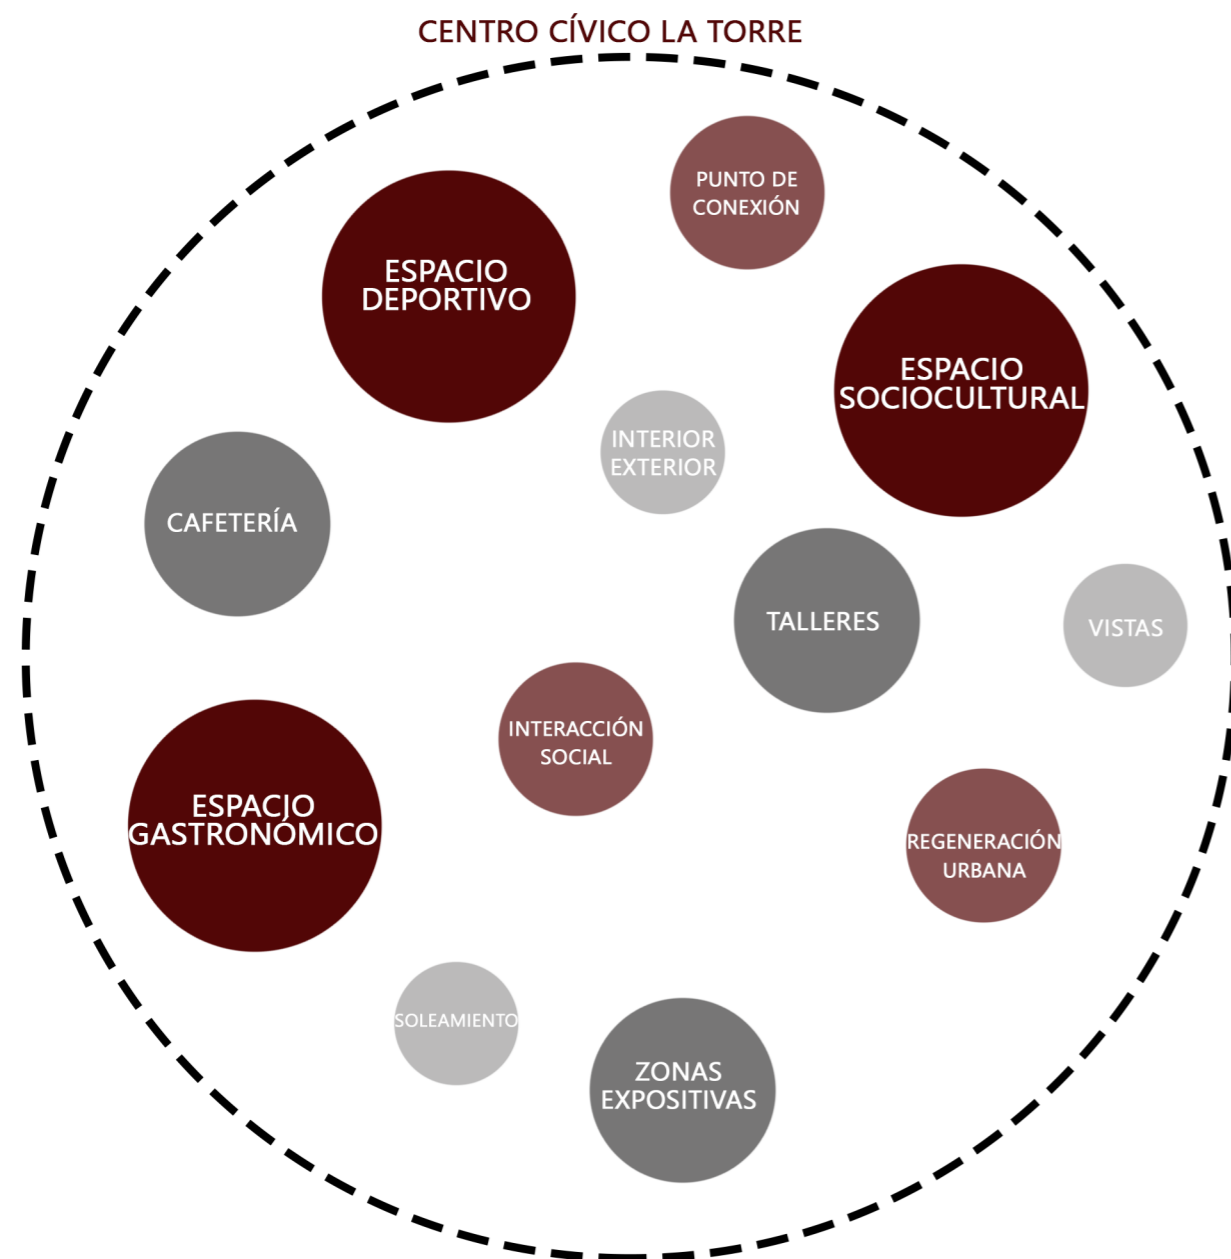 CENTRO CÍVICO LA TORRE
PUNTO DE
CONEXIÓN
ESPACIO
DEPORTIVO
ESPACIO
SOCIOCULTURAL
INTERIOR
EXTERIOR
CAFETERÍA
TALLERES
VISTAS
INTERACCIÓN
SOCIAL
ESPACIO
GASTRONÓMICO
REGENERACIÓN
URBANA
SOLEAMIENTO
ZONAS
EXPOSITIVAS